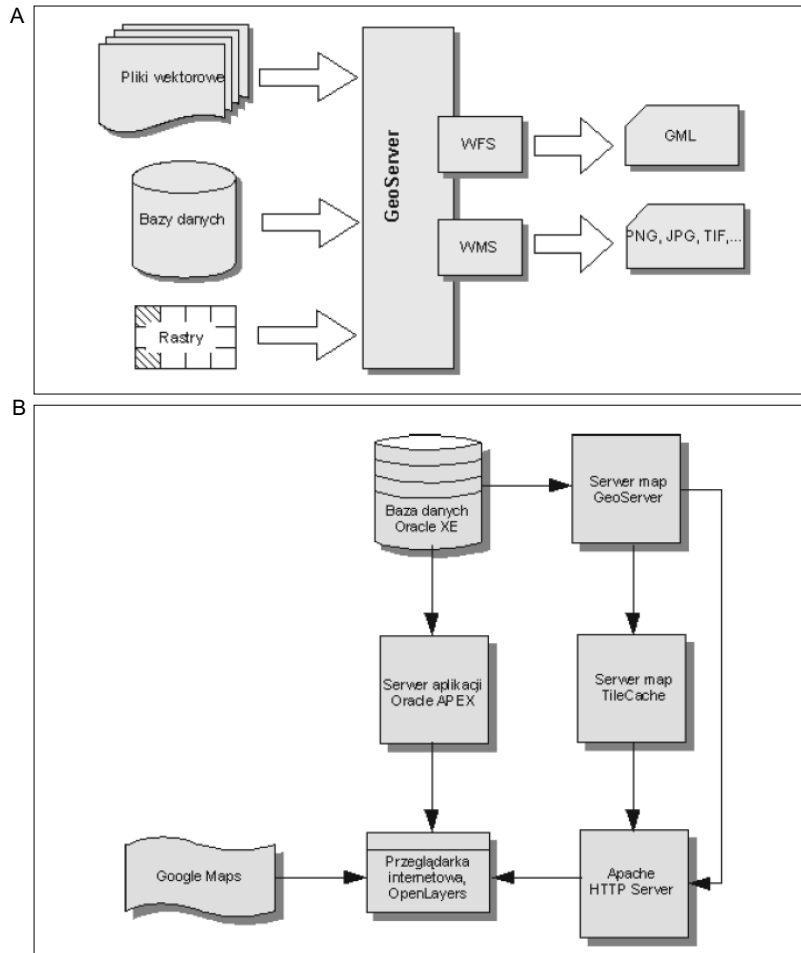 A
Pliki wektorowe
GeoServer
WFS
GML
Bazy danych
WMS
PNG, JPG, TIF,...
Rastry
B
Baza danych
Oracle XE
Server map
GeoServer
Server aplikacji
Oracle APEX
Server map
TileCache
Google Maps
Przeglądarka
internetowa,
OpenLayers
Apache
HTTP Server